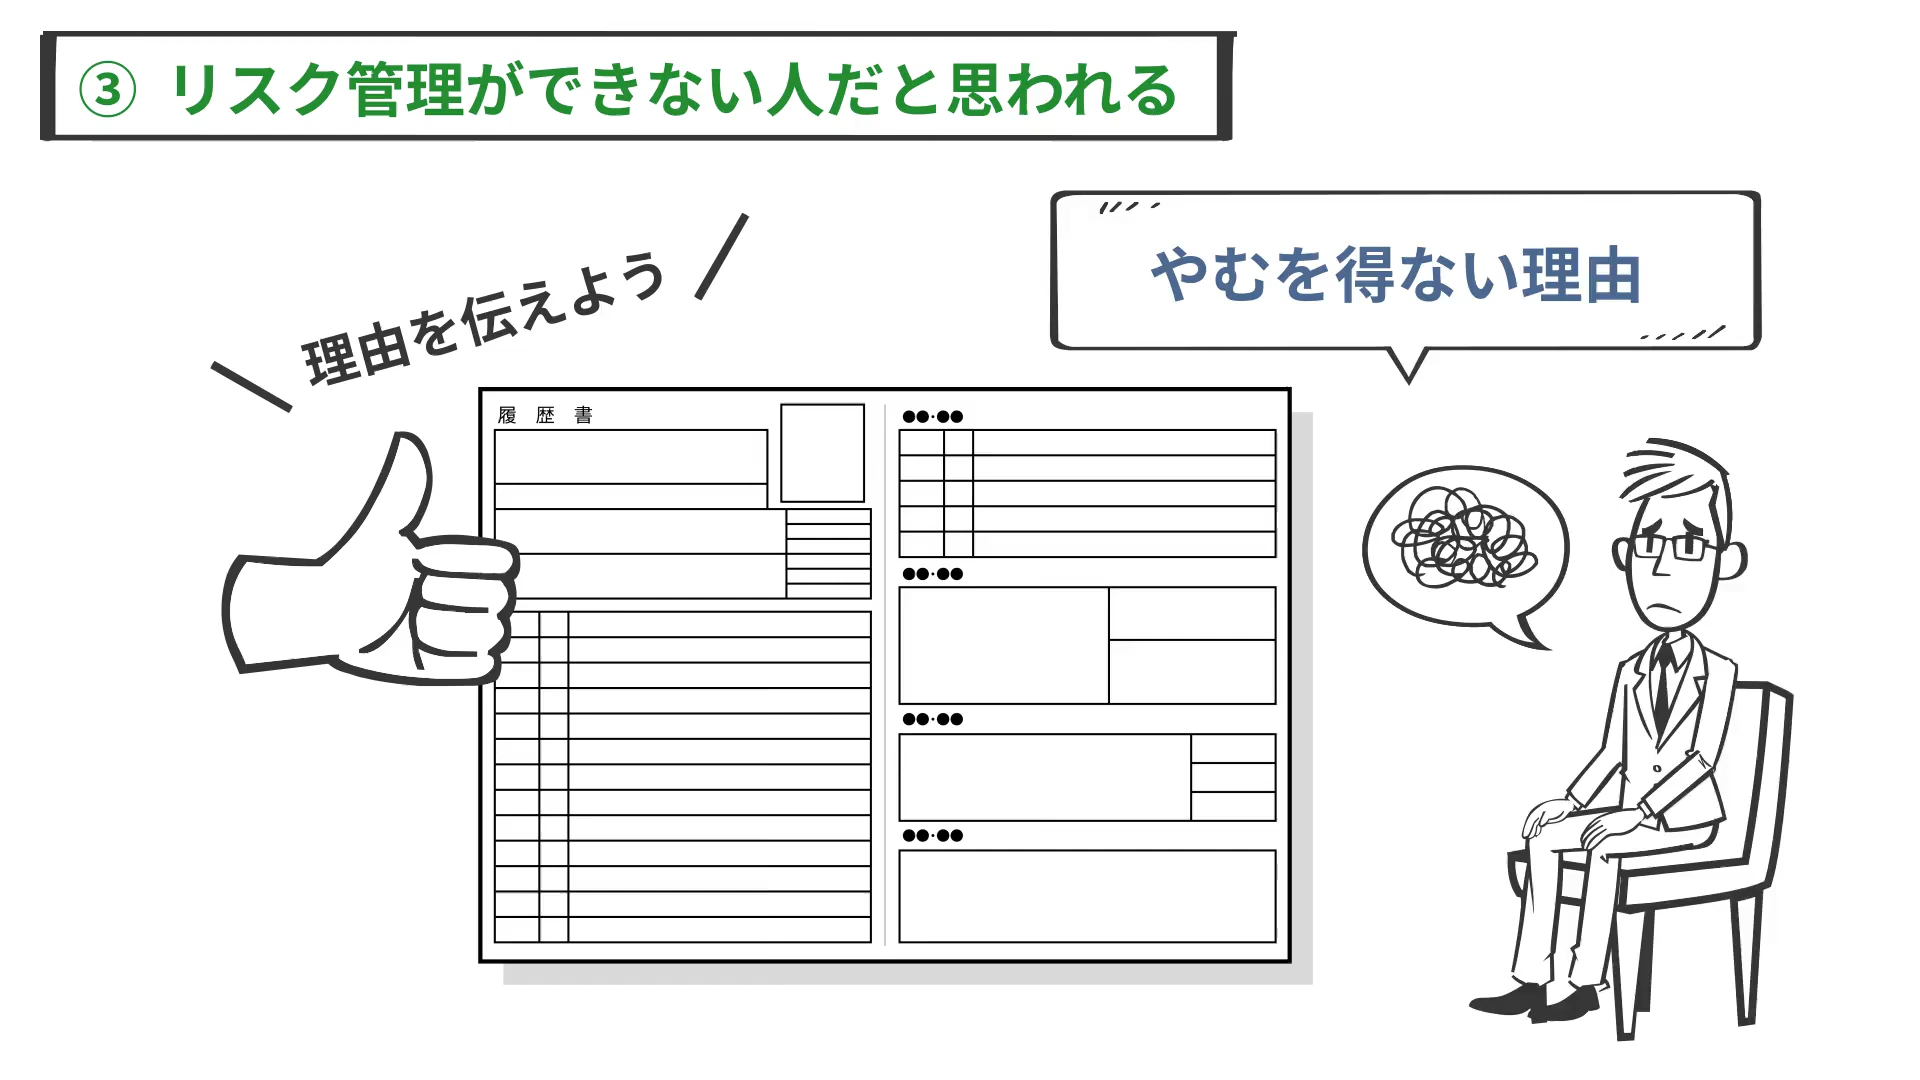 ③ リスク管理ができない人だと思われる
やむを得ない理由
理由を伝えよう
履 歴 書
●●・●●
●●・●●
●●・●●
●●・●●